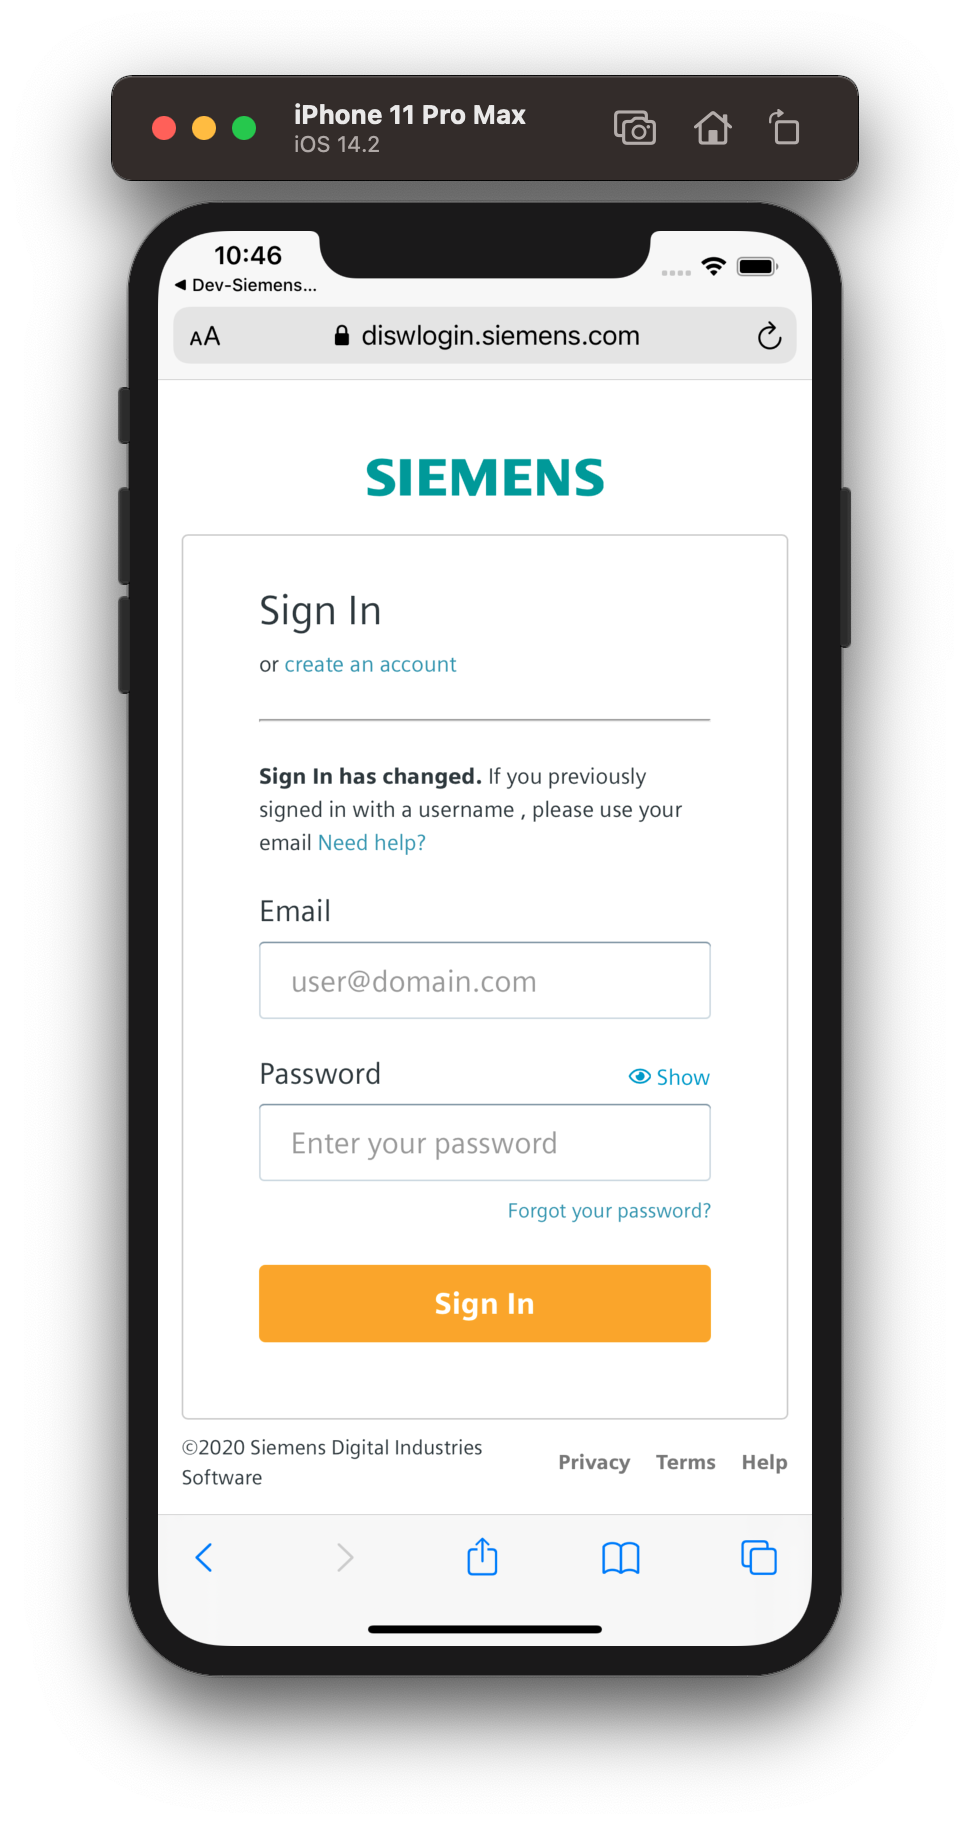 iPhone 11 Pro Max
iOS 14.2
10:46
◀ Dev-Siemens...
AA
diswlogin.siemens.com
SIEMENS
Sign In
or create an account
Sign In has changed. If you previously
signed in with a username , please use your
email Need help?
Email
user@domain.com
Password
Show
Enter your password
Forgot your password?
Sign In
©2020 Siemens Digital Industries
Software
Privacy Terms Help